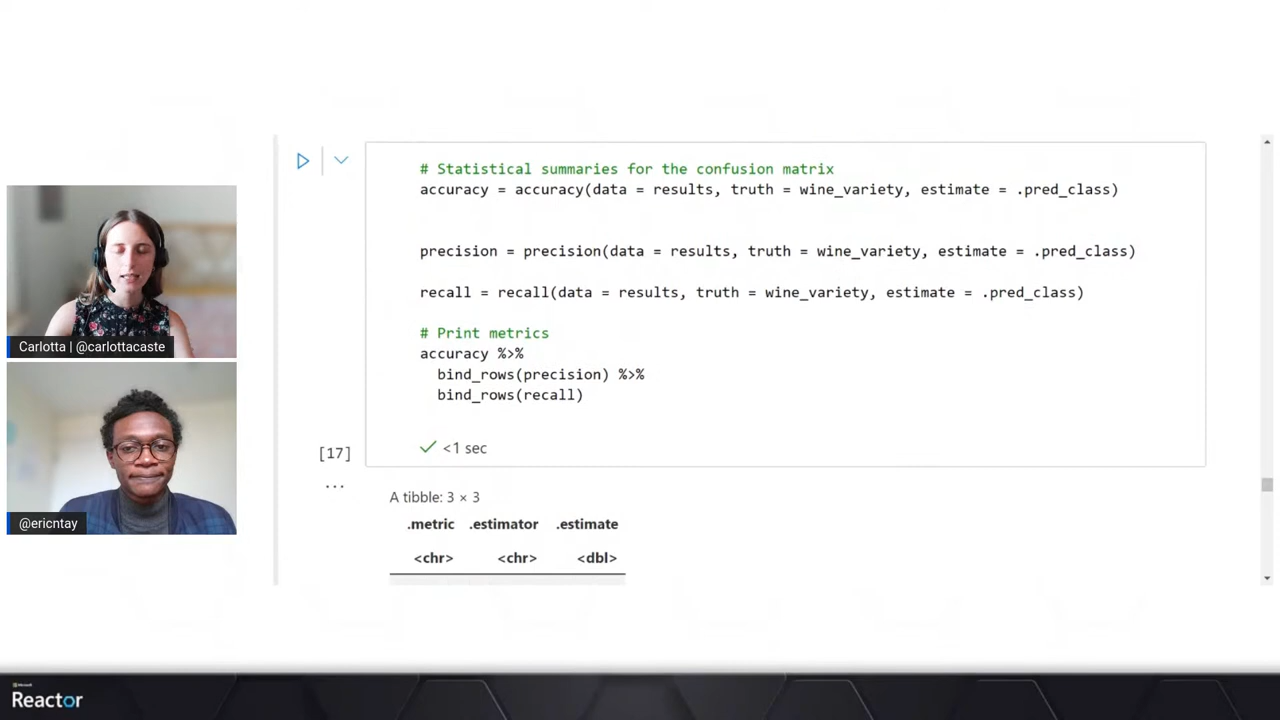 # Statistical summaries for the confusion matrix
accuracy = accuracy(data = results, truth = wine_variety, estimate = .pred_class)
precision = precision(data = results, truth = wine_variety, estimate = .pred_class)
recall = recall(data = results, truth = wine_variety, estimate = .pred_class)
# Print metrics
accuracy %>%
bind_rows(precision) %>%
bind_rows(recall)
[17]
<1 sec
...
A tibble: 3 × 3
.metric .estimator .estimate
<chr> <chr> <dbl>
Carlotta | @carlottacaste
@ericntay
Microsoft
Reactor